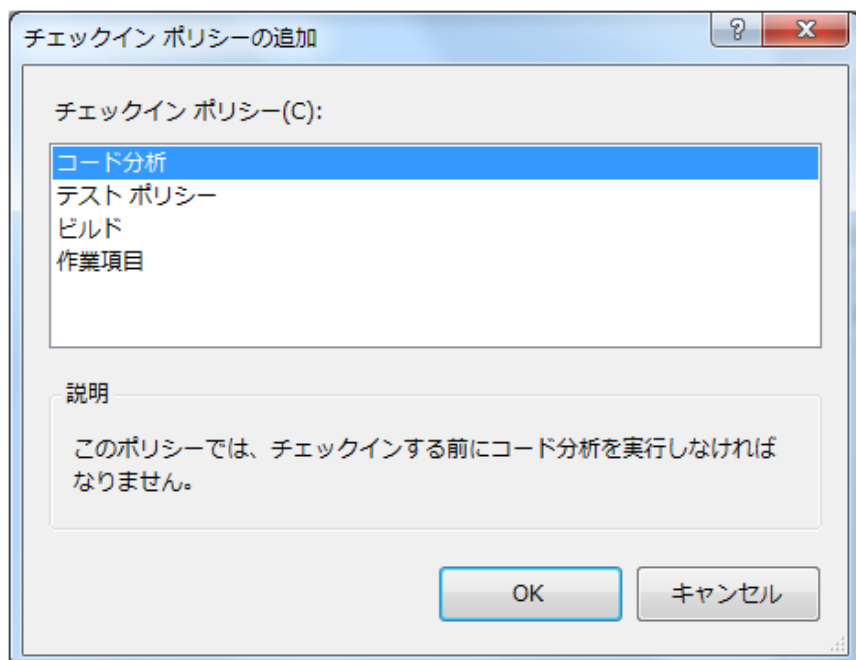 チェックイン ポリシーの追加
?
チェックイン ポリシー(C):
コード分析
テスト ポリシー
ビルド
作業項目
説明
このポリシーでは、チェックインする前にコード分析を実行しなければ
なりません。
OK
キャンセル